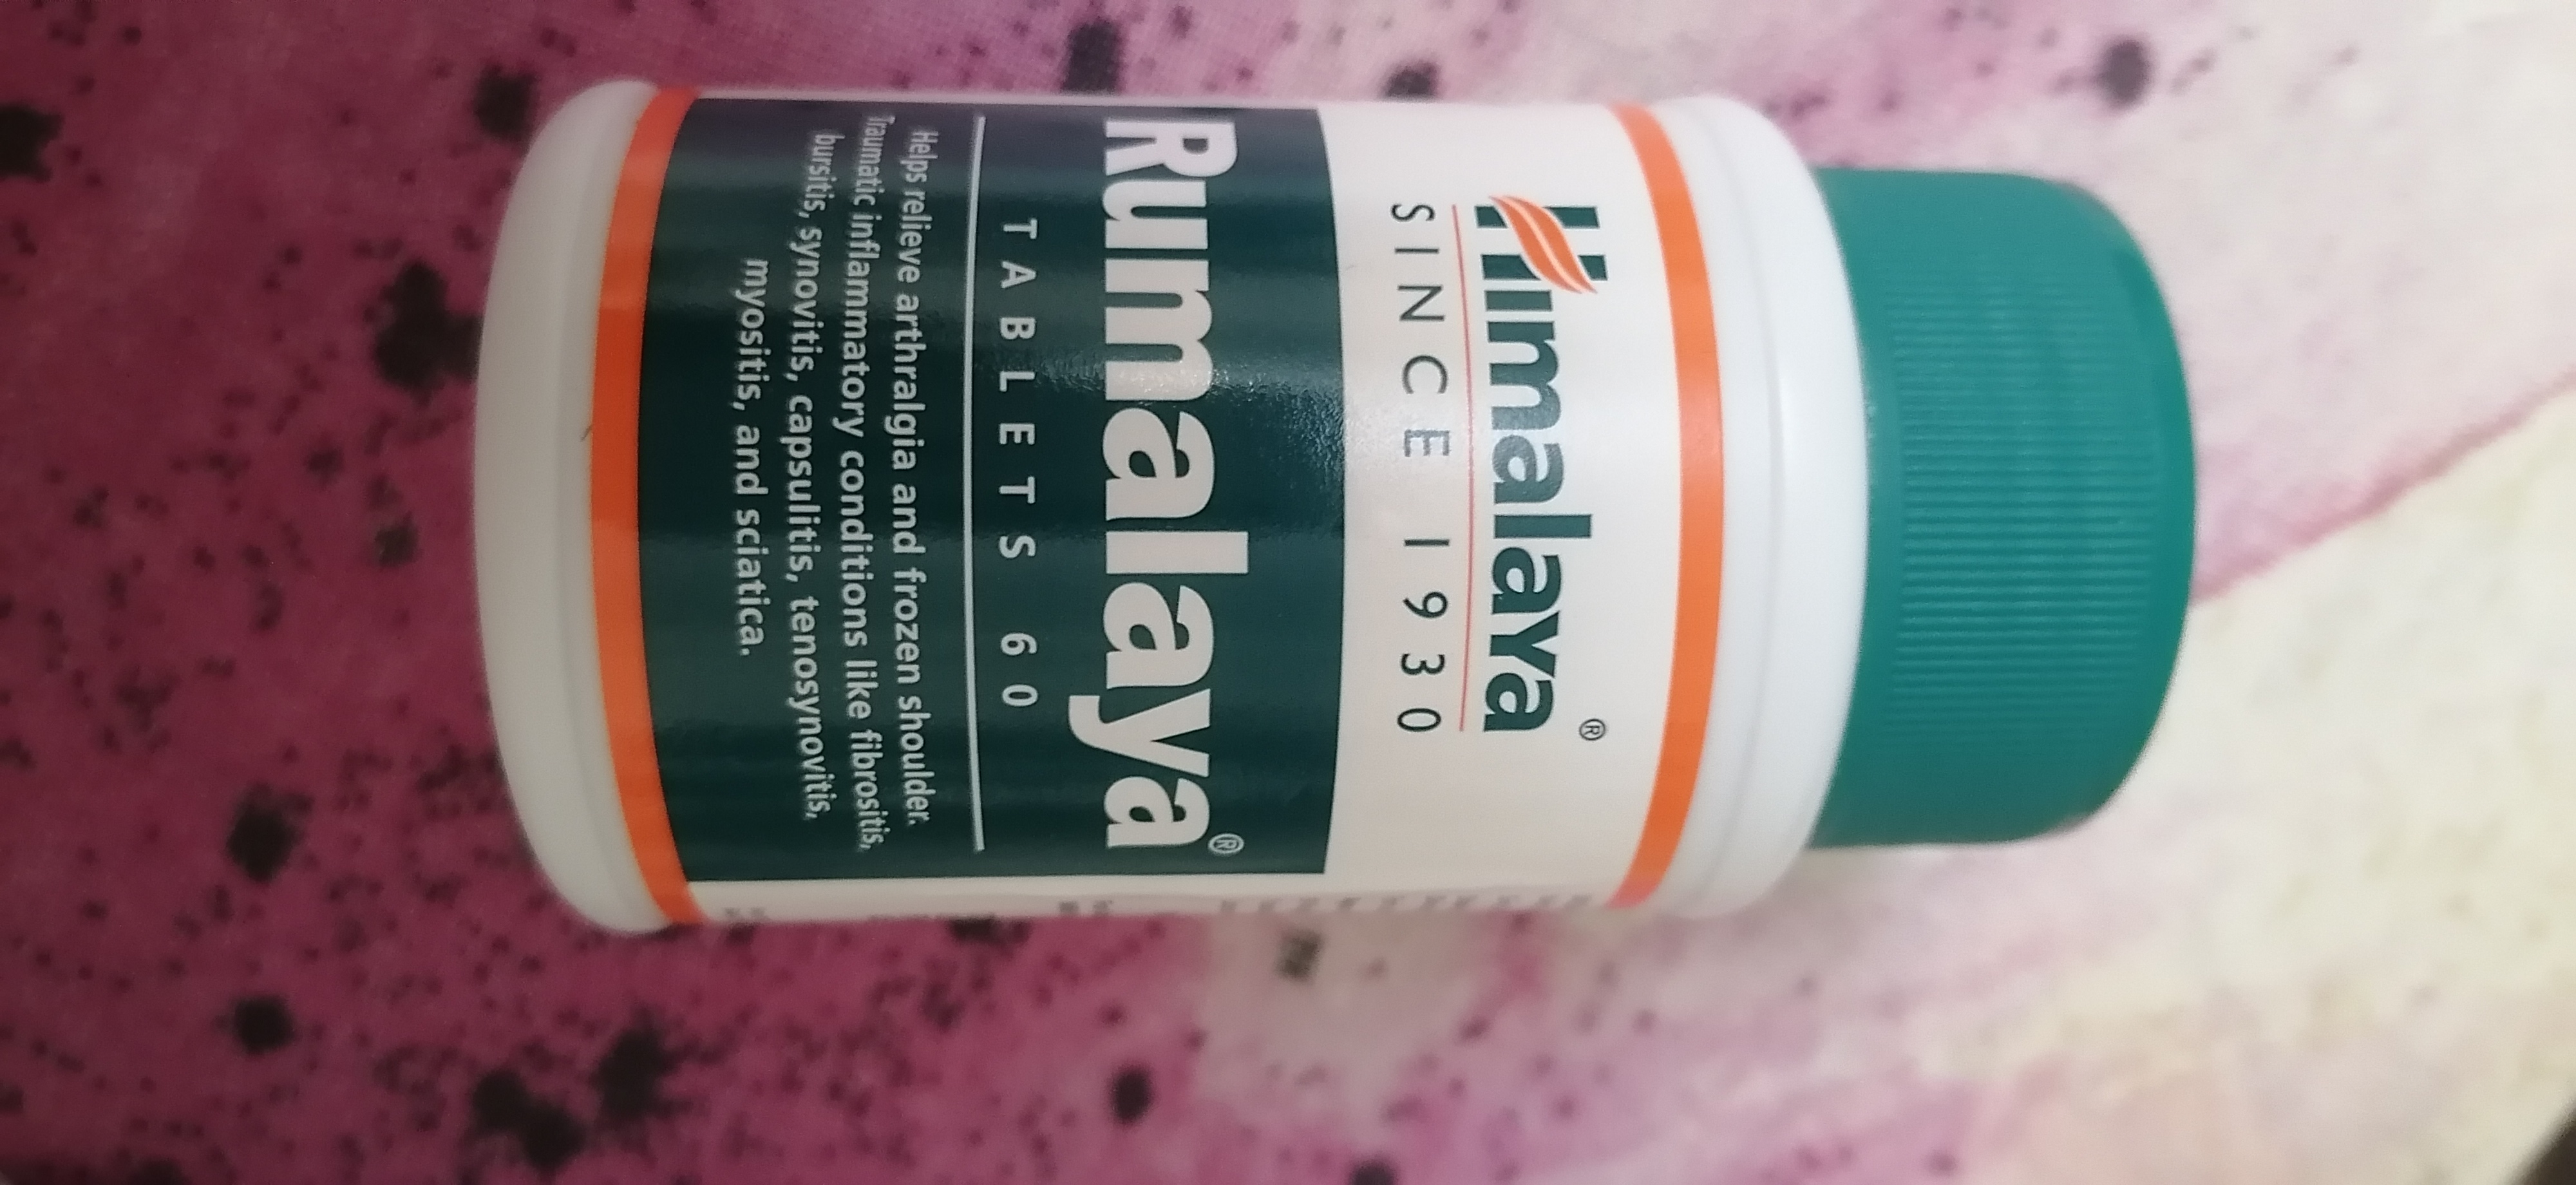 Himalaya®
SINCE 1930
Rumalaya®
TABLETS 60
Helps relieve arthralgia and frozen shoulder.
Traumatic inflammatory conditions like fibrositis,
bursitis, synovitis, capsulitis, tenosynovitis,
myositis, and sciatica.